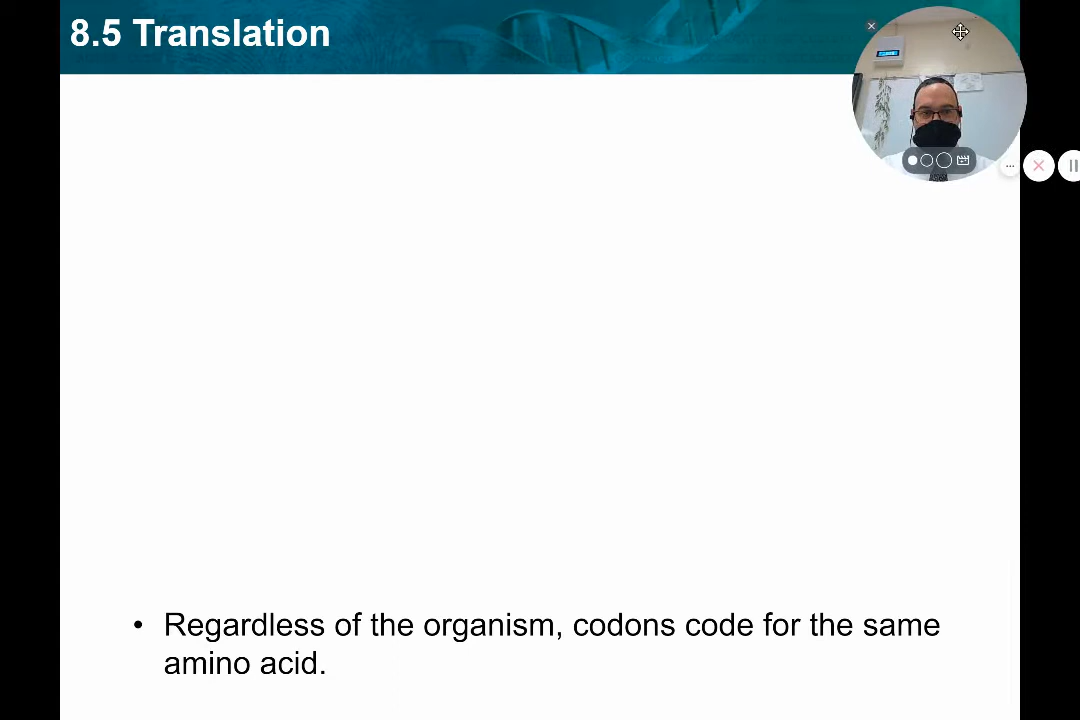 8.5 Translation
• Regardless of the organism, codons code for the same
amino acid.